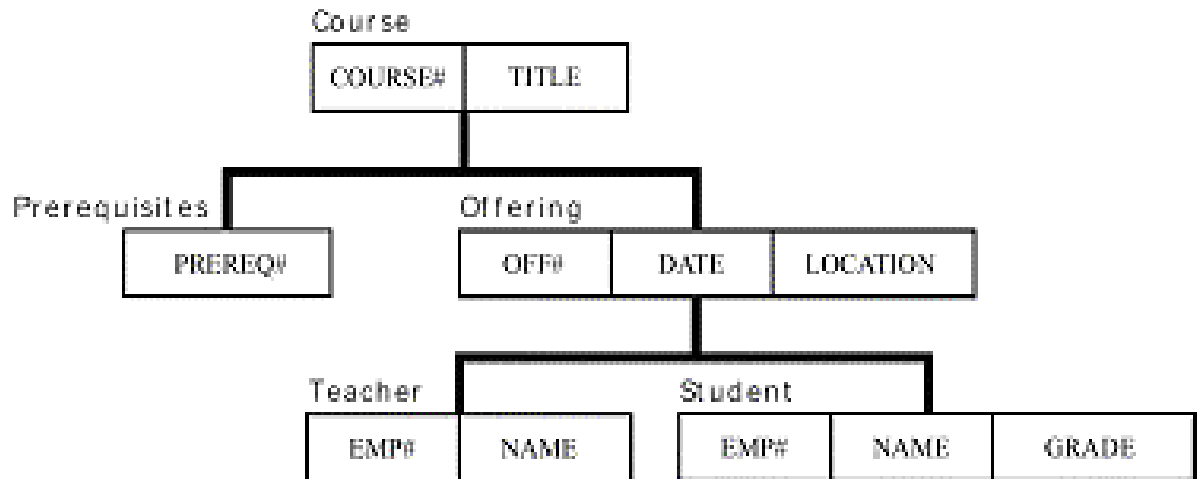 Course
COURSE# TITLE
Prerequisites Offering
PREREQ# OFF# DATE LOCATION
Teacher Student
EMP# NAME EMP# NAME GRADE